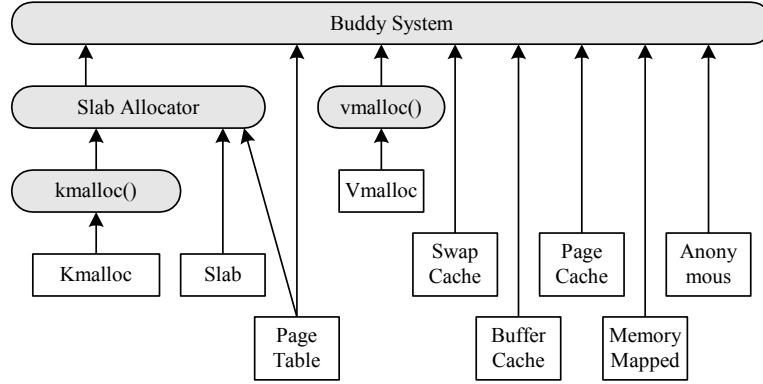 Buddy System
Slab Allocator
vmalloc()
kmalloc()
Vmalloc
Kmalloc
Slab
Swap
Cache
Page
Cache
Anony
mous
Page
Table
Buffer
Cache
Memory
Mapped